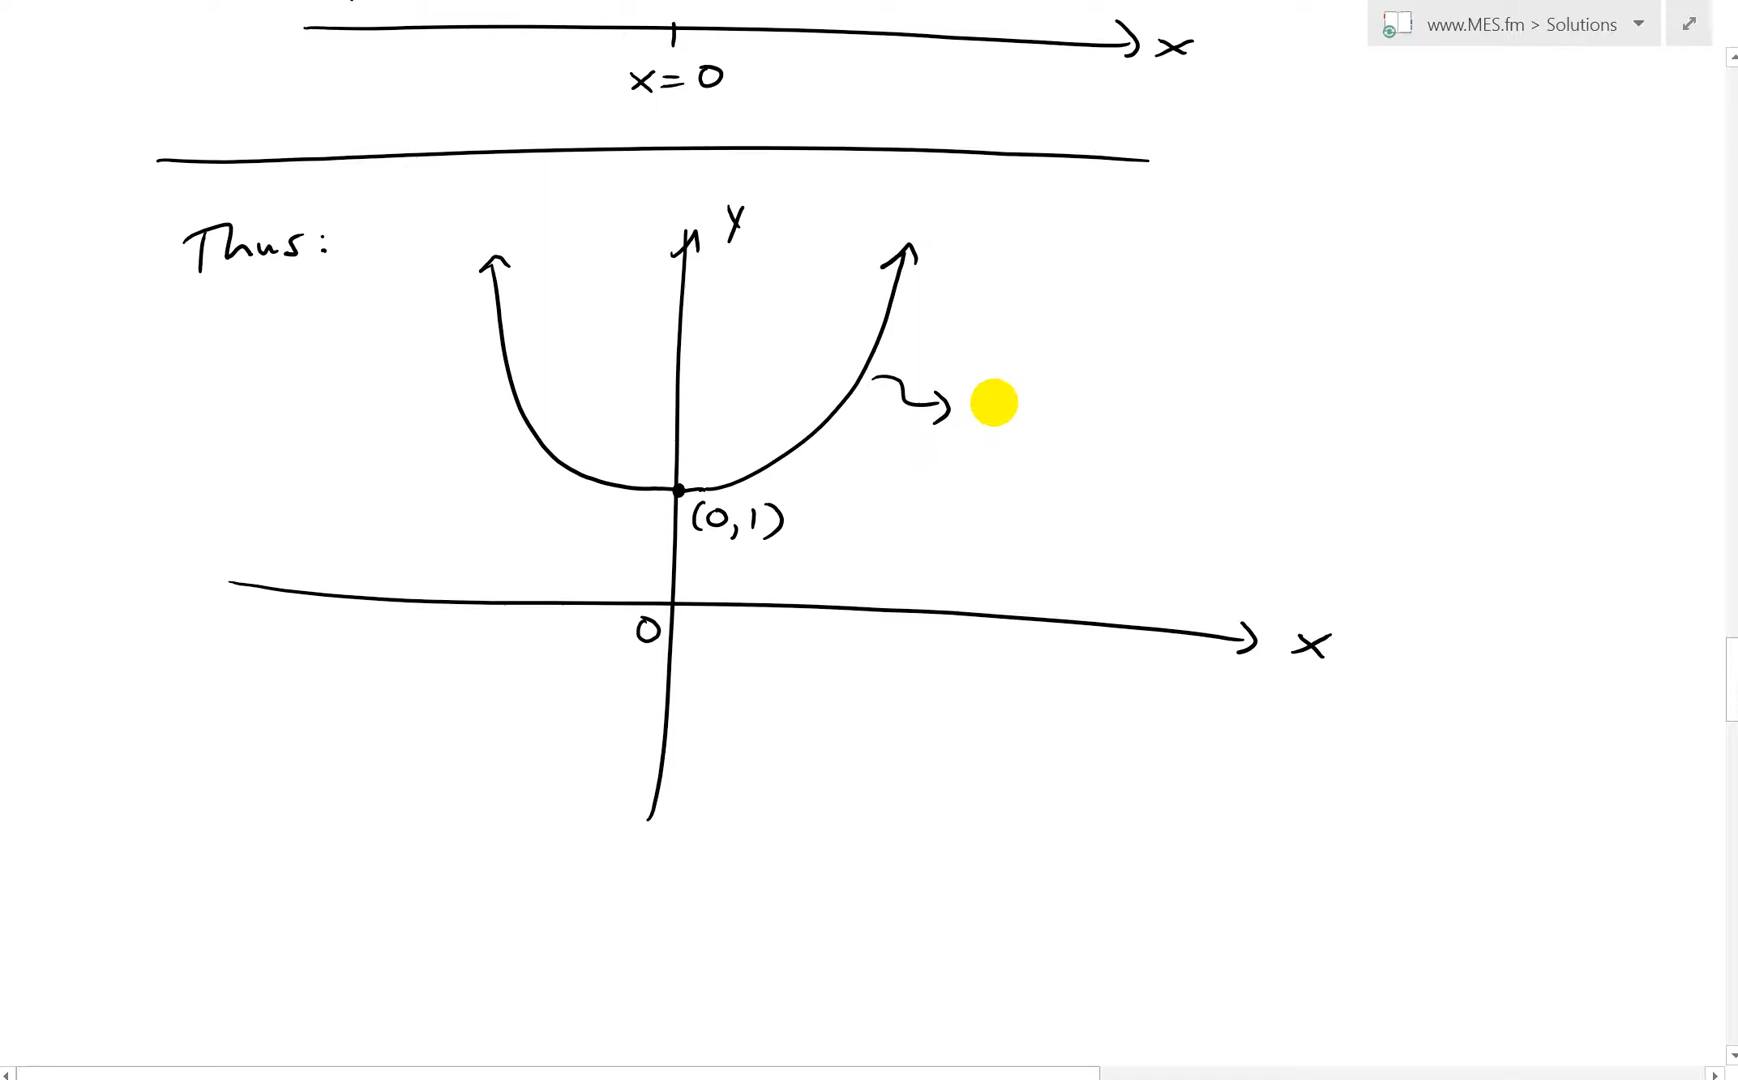 www.MES.fm > Solutions
x
x = 0
Thus:
y
(0,1)
0
x